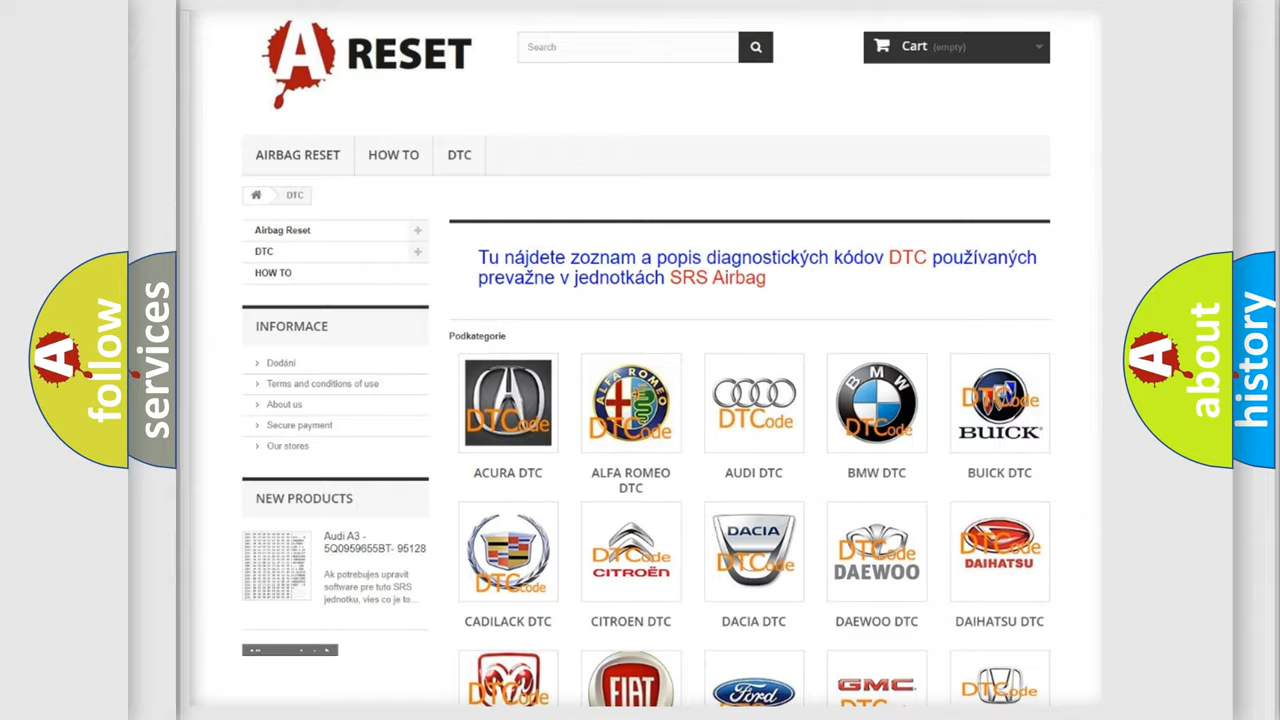 A RESET
Search
Cart (empty)
AIRBAG RESET
HOW TO
DTC
DTC
Airbag Reset
DTC
HOW TO
INFORMACE
Dodání
Terms and conditions of use
About us
Secure payment
Our stores
NEW PRODUCTS
Audi A3 -
5Q0959655BT- 95128
Ak potrebujes upravit
software pre tuto SRS
jednotku, vies co je to...
Tu nájdete zoznam a popis diagnostických kódov DTC používaných
prevažne v jednotkách SRS Airbag
Podkategorie
DTCode
ALFA ROMEO
DTCode
DTCode
BMW
DTCode
DTCode
BUICK
ACURA DTC
ALFA ROMEO
DTC
AUDI DTC
BMW DTC
BUICK DTC
DTCode
DTCode
CITROËN
DACIA
DTCode
DTCode
DAEWOO
DTCode
DAIHATSU
CADILACK DTC
CITROEN DTC
DACIA DTC
DAEWOO DTC
DAIHATSU DTC
DTCode
FIAT
Ford
GMC
DTCode
A follow
services
A about
history